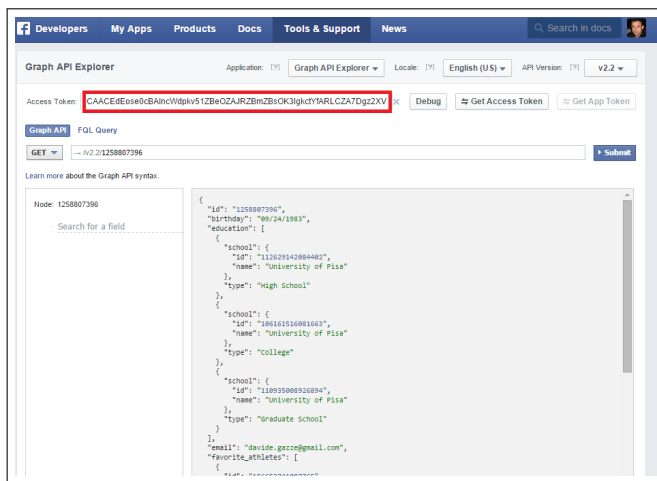 Developers My Apps Products Docs Tools & Support News Search in docs
Graph API Explorer Application: [?] Graph API Explorer Locale: [?] English (US) API Version: [?] v2.2
Access Token: CAACEdEose0cBAIncWdpkv51ZBeOZAJRZBmZBsOK3IgkctYfARLCZA7Dgz2XV × Debug Get Access Token Get App Token
Graph API FQL Query
GET → /v2.2/1258807396 Submit
Learn more about the Graph API syntax.
Node: 1258807396
Search for a field
{
"id": "1258807396",
"birthday": "09/24/1983",
"education": [
{
"school": {
"id": "112629142084402",
"name": "University of Pisa"
},
"type": "High School"
},
{
"school": {
"id": "106161516081663",
"name": "University of Pisa"
},
"type": "College"
},
{
"school": {
"id": "110935008926894",
"name": "University of Pisa"
},
"type": "Graduate School"
}
],
"email": "davide.gazze@gmail.com",
"favorite_athletes": [
{